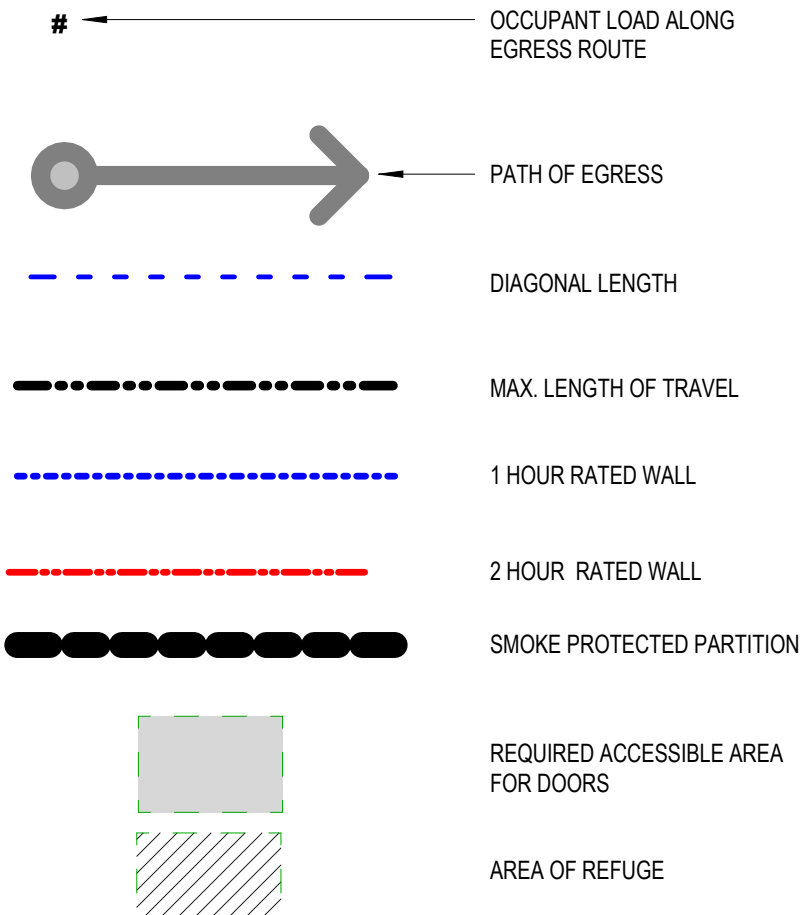 # OCCUPANT LOAD ALONG
EGRESS ROUTE
PATH OF EGRESS
DIAGONAL LENGTH
MAX. LENGTH OF TRAVEL
1 HOUR RATED WALL
2 HOUR RATED WALL
SMOKE PROTECTED PARTITION
REQUIRED ACCESSIBLE AREA
FOR DOORS
AREA OF REFUGE